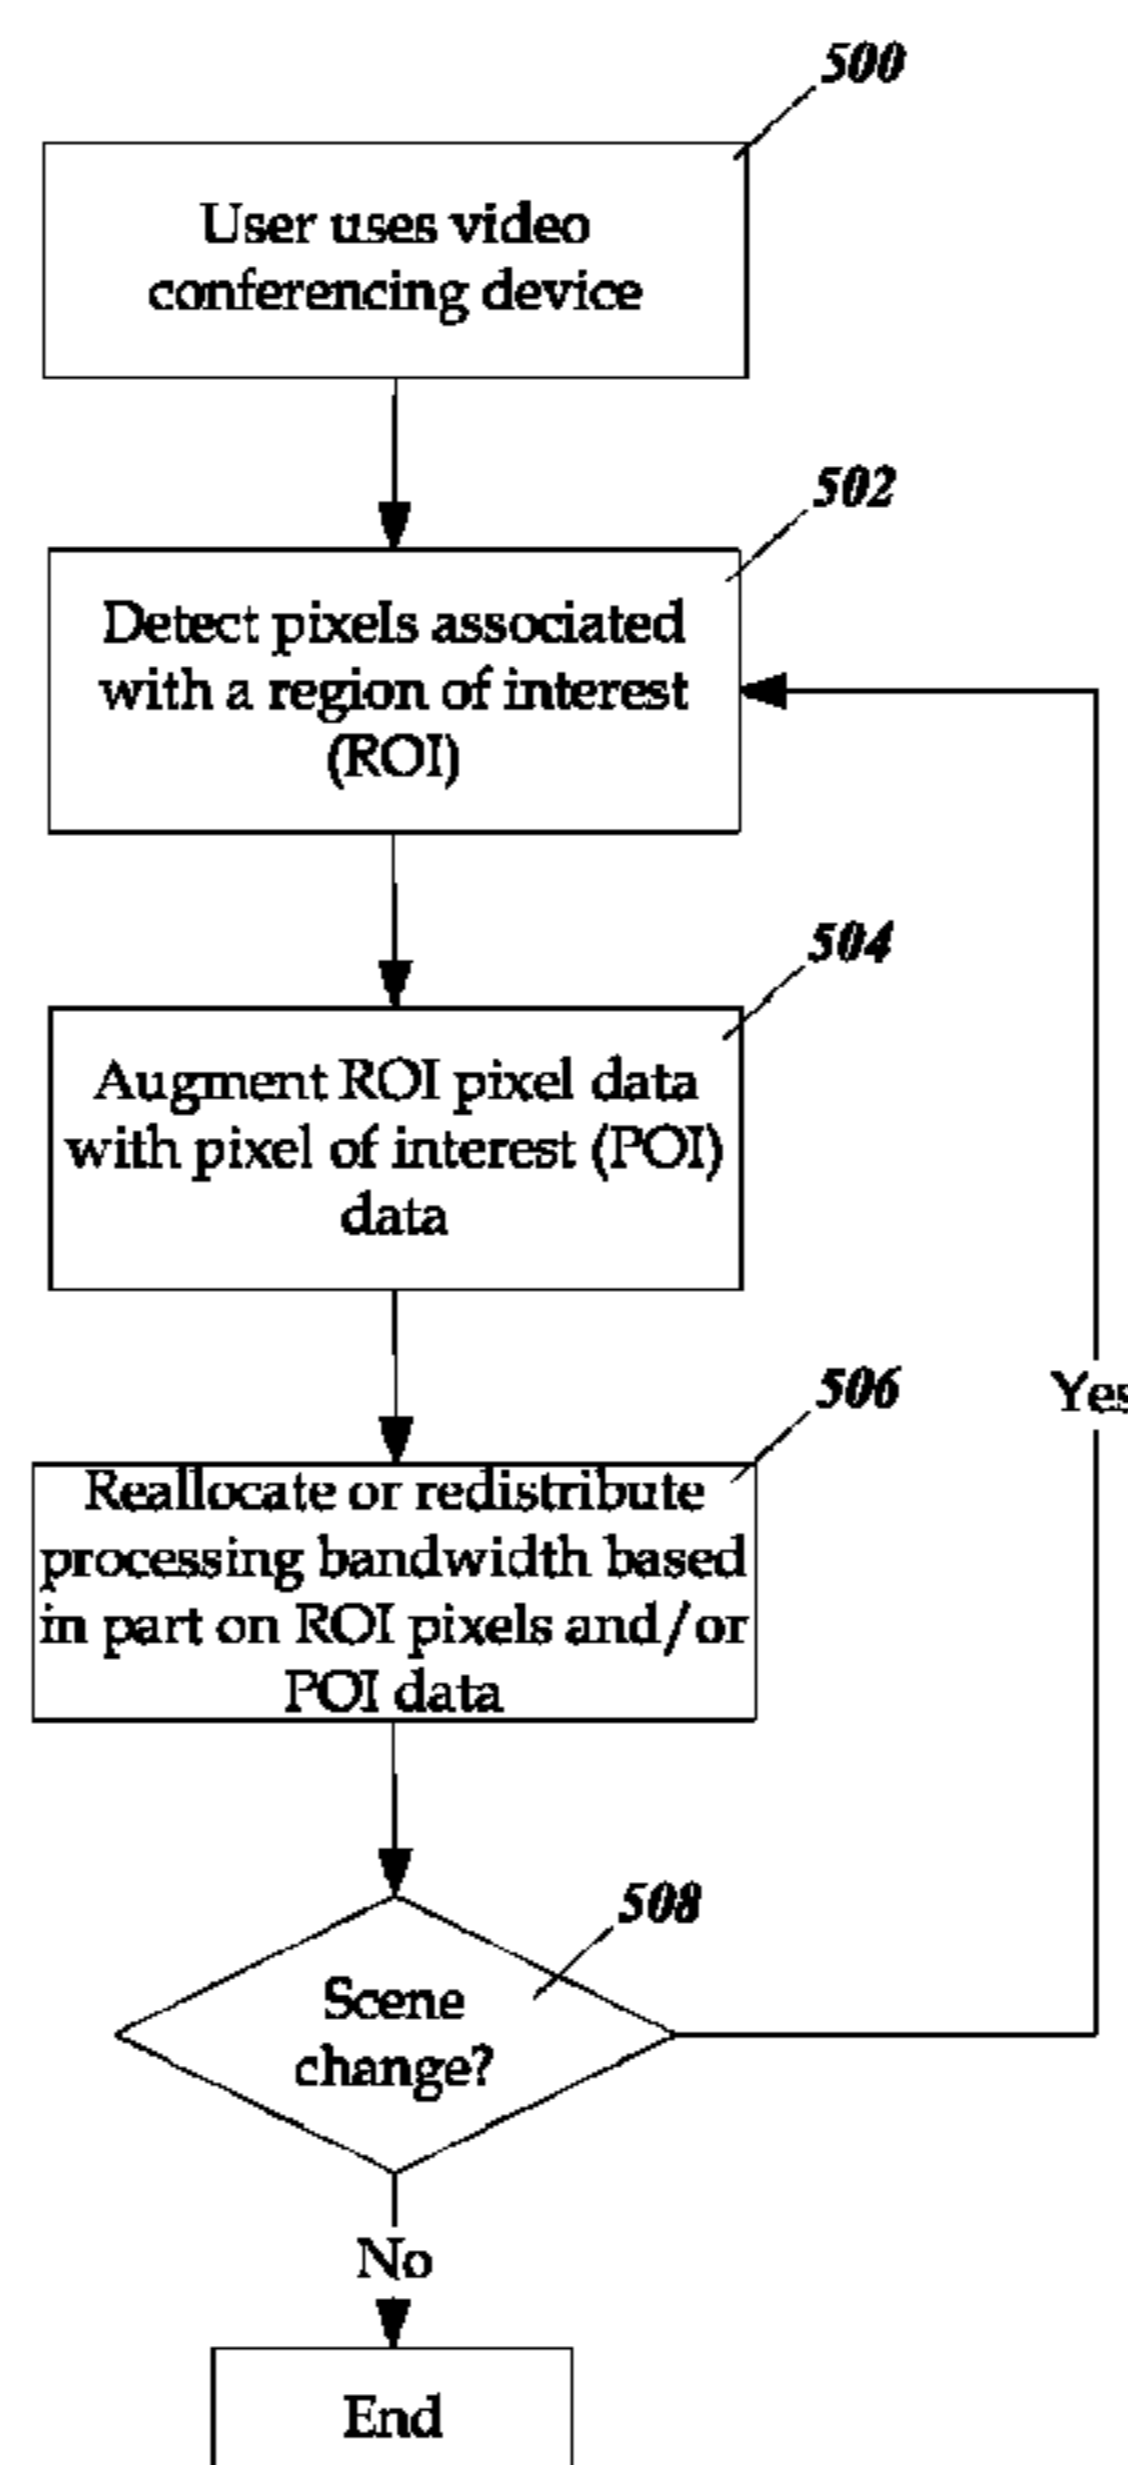 500
User uses video
conferencing device
502
Detect pixels associated
with a region of interest
(ROI)
504
Augment ROI pixel data
with pixel of interest (POI)
data
506
Yes
Reallocate or redistribute
processing bandwidth based
in part on ROI pixels and/or
POI data
508
Scene
change?
No
End